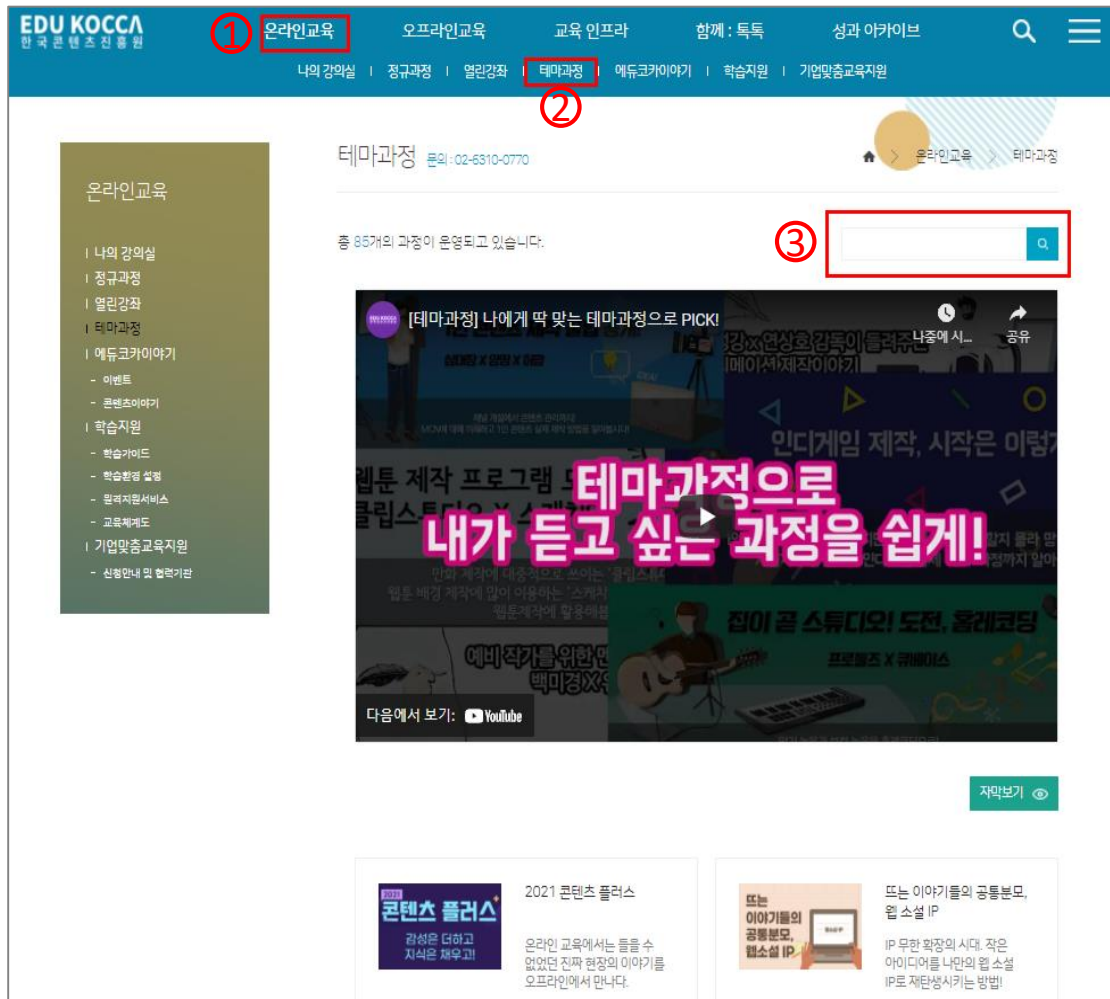 EDU KOCCA
한국콘텐츠진흥원
① 온라인교육 오프라인교육 교육 인프라 함께 : 톡톡 성과 아카이브
나의 강의실 | 정규과정 | 열린강좌 | 테마과정 | 에듀코카이야기 | 학습지원 | 기업맞춤교육지원
②
온라인교육
| 나의 강의실
| 정규과정
| 열린강좌
| 테마과정
| 에듀코카이야기
- 이벤트
- 콘텐츠이야기
| 학습지원
- 학습가이드
- 학습환경 설정
- 원격지원서비스
- 교육체계도
| 기업맞춤교육지원
- 신청안내 및 협력기관
테마과정 문의 : 02-6310-0770
> 온라인교육 > 테마과정
총 85개의 과정이 운영되고 있습니다.
③
[테마과정] 나에게 딱 맞는 테마과정으로 PICK!
나중에 시...
공유
인디게임 제작, 시작은 이렇게
웹툰 제작 프로그램
테마과정으로
내가 듣고 싶은 과정을 쉽게!
집이 곧 스튜디오! 도전, 홈레코딩
프로툴즈 X 큐베이스
예비 작가를 위한
다음에서 보기: YouTube
자막보기
2021
콘텐츠 플러스
감성은 더하고
지식은 채우고!
2021 콘텐츠 플러스
온라인 교육에서는 들을 수
없었던 진짜 현장의 이야기를
오프라인에서 만나다.
뜨는
이야기들의
공통분모,
웹소설 IP
뜨는 이야기들의 공통분모,
웹 소설 IP
IP 무한 확장의 시대. 작은
아이디어를 나만의 웹 소설
IP로 재탄생시키는 방법!